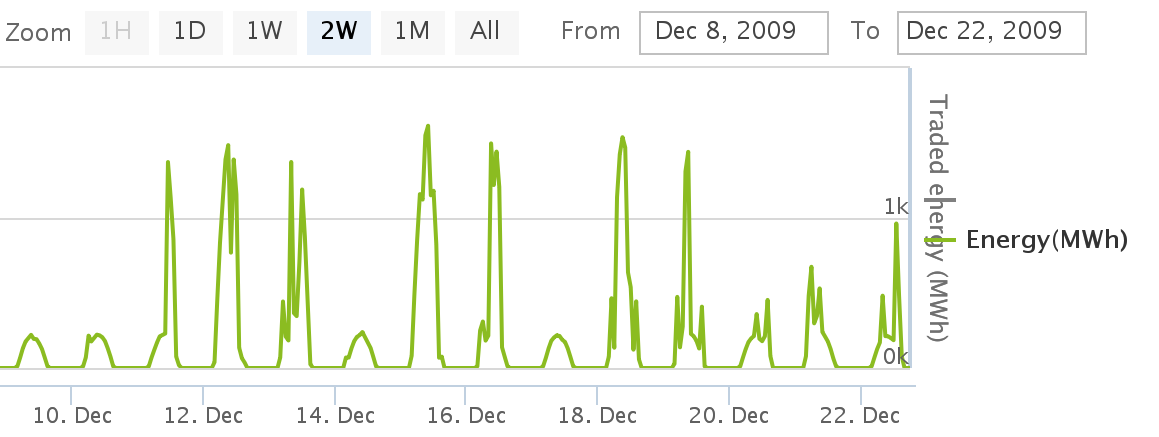 Zoom 1H 1D 1W 2W 1M All From Dec 8, 2009 To Dec 22, 2009
Traded energy (MWh)
1k
Energy(MWh)
0k
10. Dec 12. Dec 14. Dec 16. Dec 18. Dec 20. Dec 22. Dec